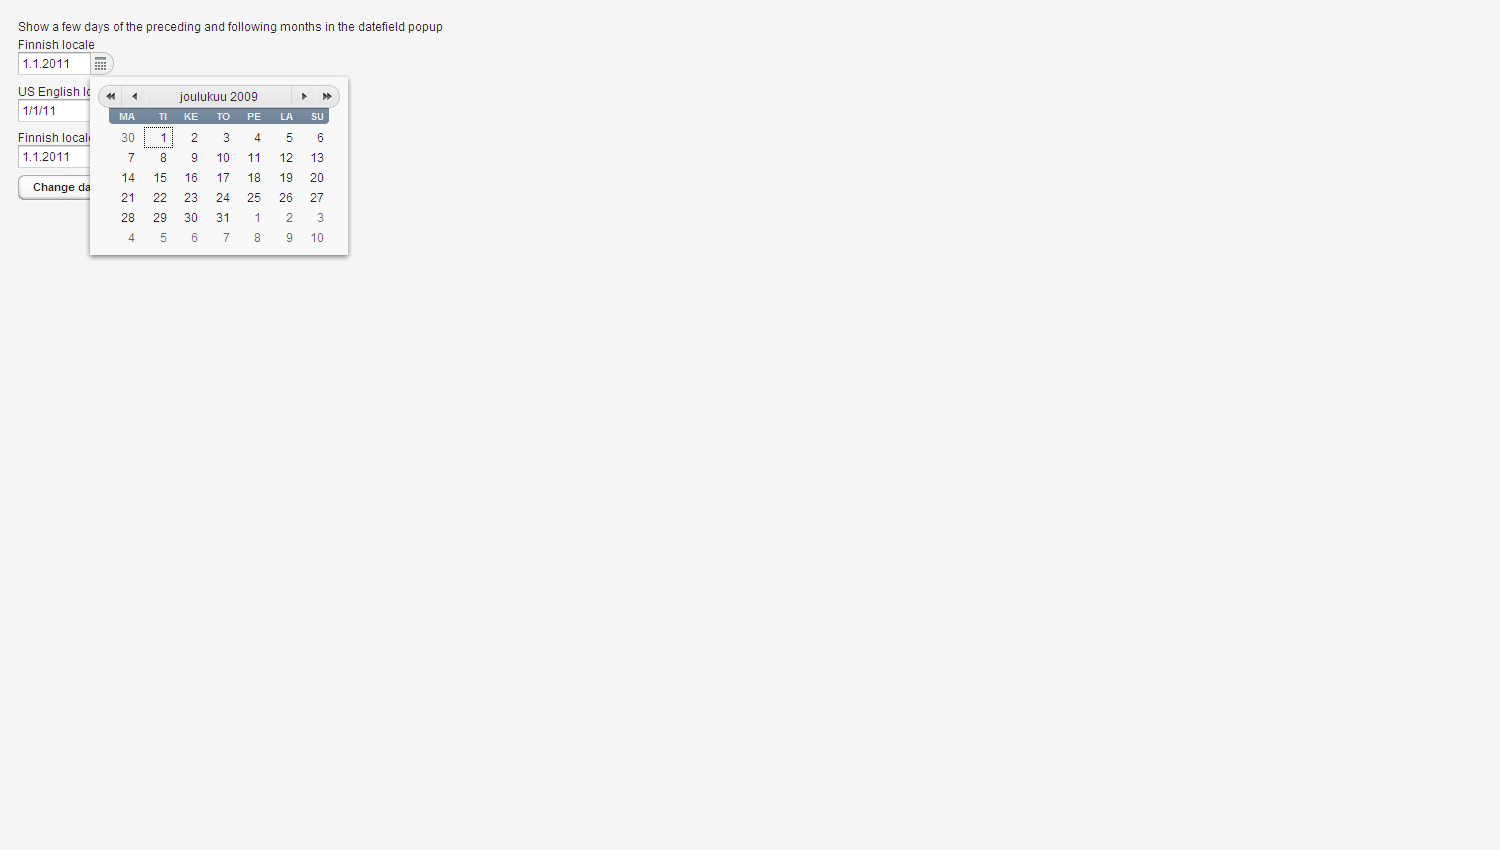 Show a few days of the preceding and following months in the datefield popup
Finnish locale
1.1.2011
joulukuu 2009
MA TI KE TO PE LA SU
30 1 2 3 4 5 6
7 8 9 10 11 12 13
14 15 16 17 18 19 20
21 22 23 24 25 26 27
28 29 30 31 1 2 3
4 5 6 7 8 9 10
US English
1/1/11
Finnish locale
1.1.2011
Change